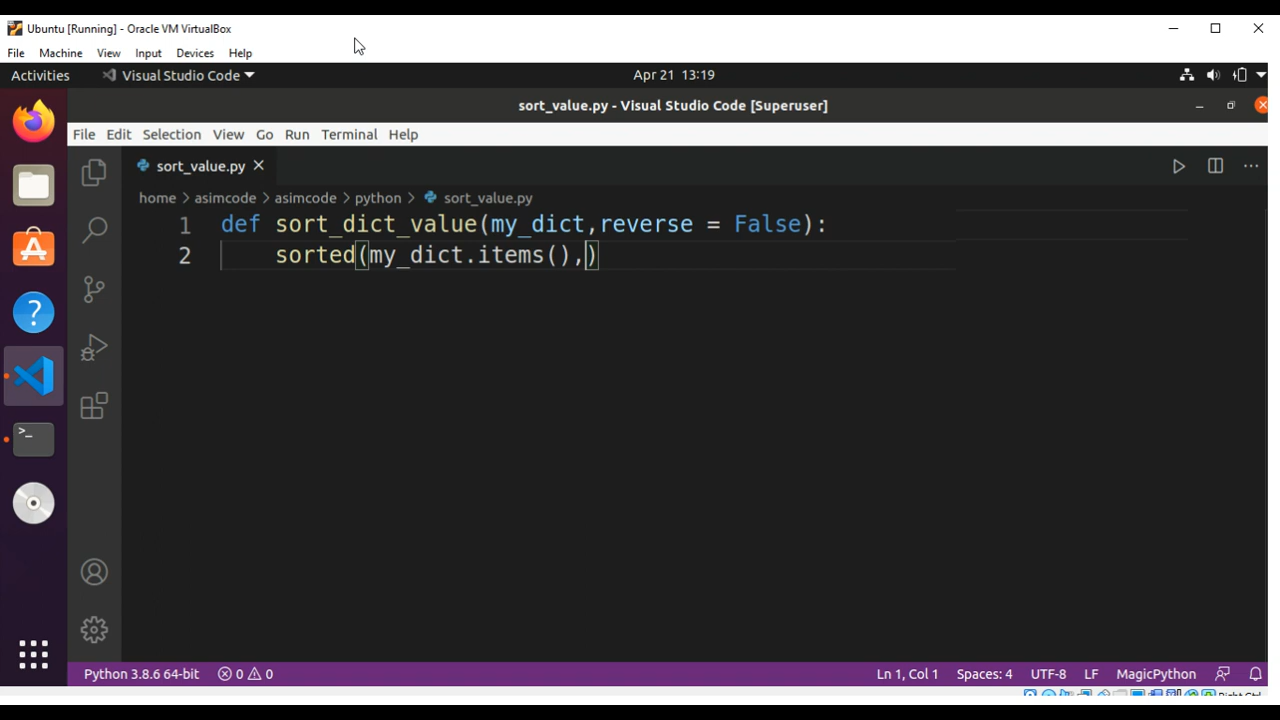 Ubuntu [Running] - Oracle VM VirtualBox
File Machine View Input Devices Help
Activities Visual Studio Code Apr 21 13:19
sort_value.py - Visual Studio Code [Superuser]
File Edit Selection View Go Run Terminal Help
sort_value.py
home > asimcode > asimcode > python > sort_value.py
1 def sort_dict_value(my_dict,reverse = False):
2 sorted(my_dict.items(),)
Python 3.8.6 64-bit 0 0 Ln 1, Col 1 Spaces: 4 UTF-8 LF MagicPython
Right Ctrl